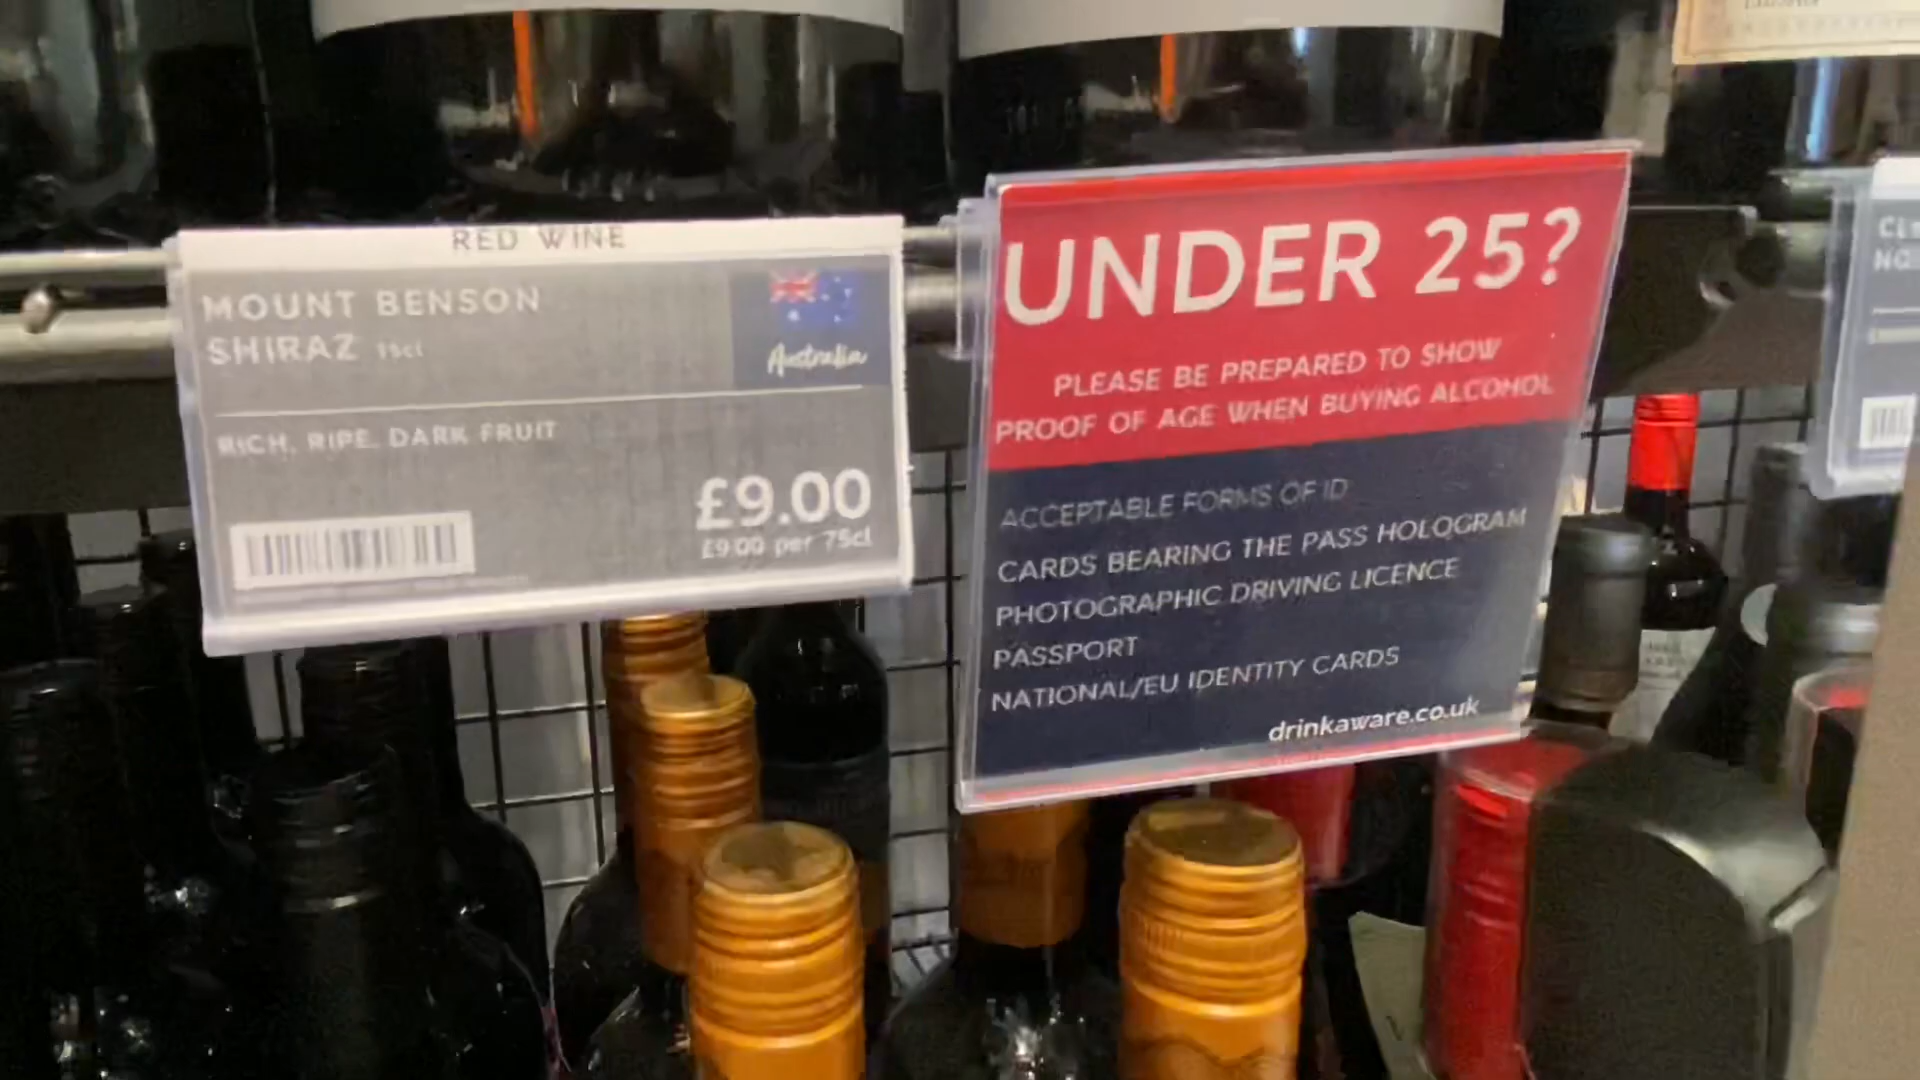 RED WINE
MOUNT BENSON
SHIRAZ 75cl
Australia
RICH, RIPE, DARK FRUIT
£9.00
£9.00 per 75cl
UNDER 25?
PLEASE BE PREPARED TO SHOW
PROOF OF AGE WHEN BUYING ALCOHOL
ACCEPTABLE FORMS OF ID
CARDS BEARING THE PASS HOLOGRAM
PHOTOGRAPHIC DRIVING LICENCE
PASSPORT
NATIONAL/EU IDENTITY CARDS
drinkaware.co.uk